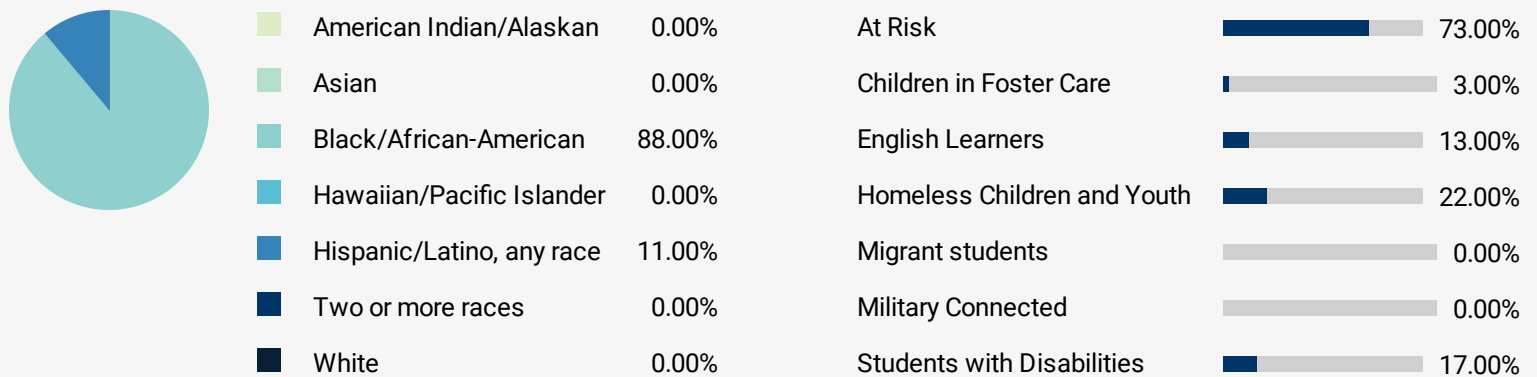 American Indian/Alaskan 0.00%
Asian 0.00%
Black/African-American 88.00%
Hawaiian/Pacific Islander 0.00%
Hispanic/Latino, any race 11.00%
Two or more races 0.00%
White 0.00%
At Risk 73.00%
Children in Foster Care 3.00%
English Learners 13.00%
Homeless Children and Youth 22.00%
Migrant students 0.00%
Military Connected 0.00%
Students with Disabilities 17.00%